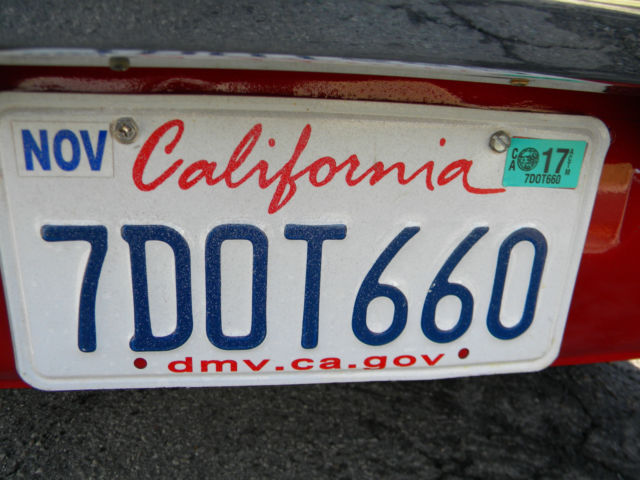 NOV
California
CA 17
7DOT660
7DOT660
dmv.ca.gov